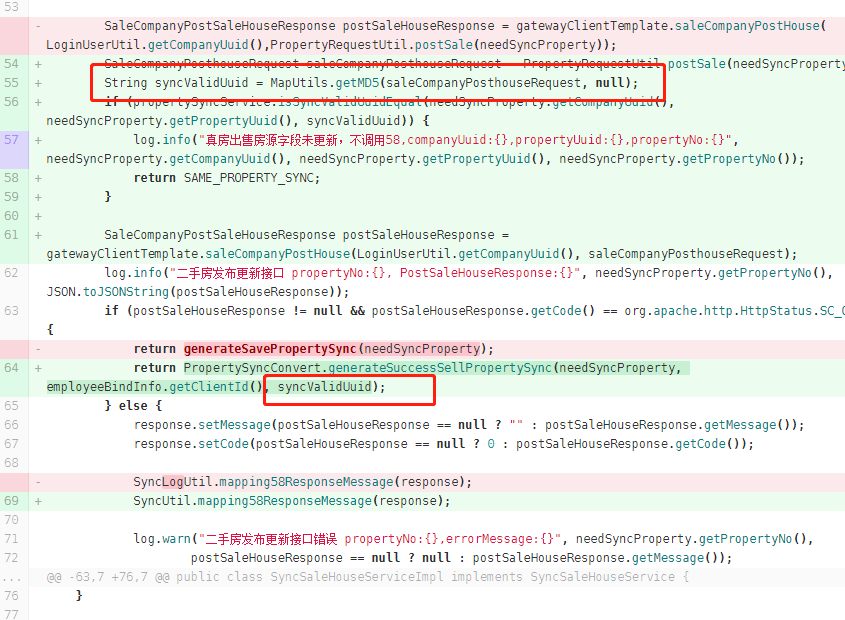 53
- SaleCompanyPostSaleHouseResponse postSaleHouseResponse = gatewayClientTemplate.saleCompanyPostHouse(
LoginUserUtil.getCompanyUuid(),PropertyRequestUtil.postSale(needSyncProperty));
54 + SaleCompanyPosthouseRequest saleCompanyPosthouseRequest = PropertyRequestUtil.postSale(needSyncProperty
55 + String syncValidUuid = MapUtils.getMD5(saleCompanyPosthouseRequest, null);
56 + if (propertySyncService.isSyncValidUuidEqual(needSyncProperty.getCompanyUuid(),
needSyncProperty.getPropertyUuid(), syncValidUuid)) {
57 + log.info("真房出售房源字段未更新，不调用58,companyUuid:{},propertyUuid:{},propertyNo:{}",
needSyncProperty.getCompanyUuid(), needSyncProperty.getPropertyUuid(), needSyncProperty.getPropertyNo());
58 + return SAME_PROPERTY_SYNC;
59 + }
60 +
61 + SaleCompanyPostSaleHouseResponse postSaleHouseResponse =
gatewayClientTemplate.saleCompanyPostHouse(LoginUserUtil.getCompanyUuid(), saleCompanyPosthouseRequest);
62 log.info("二手房发布更新接口 propertyNo:{}, PostSaleHouseResponse:{}", needSyncProperty.getPropertyNo(),
JSON.toJSONString(postSaleHouseResponse));
63 if (postSaleHouseResponse != null && postSaleHouseResponse.getCode() == org.apache.http.HttpStatus.SC_
{
- return generateSavePropertySync(needSyncProperty);
64 + return PropertySyncConvert.generateSuccessSellPropertySync(needSyncProperty,
employeeBindInfo.getClientId(), syncValidUuid);
65 } else {
66 response.setMessage(postSaleHouseResponse == null ? "" : postSaleHouseResponse.getMessage());
67 response.setCode(postSaleHouseResponse == null ? 0 : postSaleHouseResponse.getCode());
68
- SyncLogUtil.mapping58ResponseMessage(response);
69 + SyncUtil.mapping58ResponseMessage(response);
70
71 log.warn("二手房发布更新接口错误 propertyNo:{},errorMessage:{}", needSyncProperty.getPropertyNo(),
72 postSaleHouseResponse == null ? null : postSaleHouseResponse.getMessage());
... @@ -63,7 +76,7 @@ public class SyncSaleHouseServiceImpl implements SyncSaleHouseService {
76 }
77